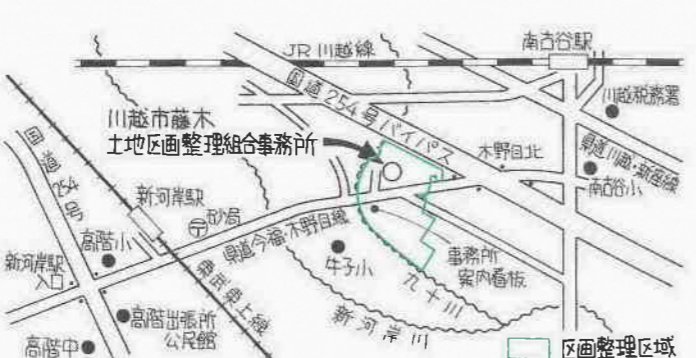 JR川越線
南古谷駅
国道254号バイパス
川越税務署
川越市藤木
土地区画整理組合事務所
木野目北
県道川越・新座線
南古谷小
国道254号
新河岸駅
砂局
県道今福・木野目線
高階小
新河岸駅
入口
牛子小
事務所
案内看板
東武東上線
九十川
高階出張所
公民館
新河岸川
高階中
区画整理区域